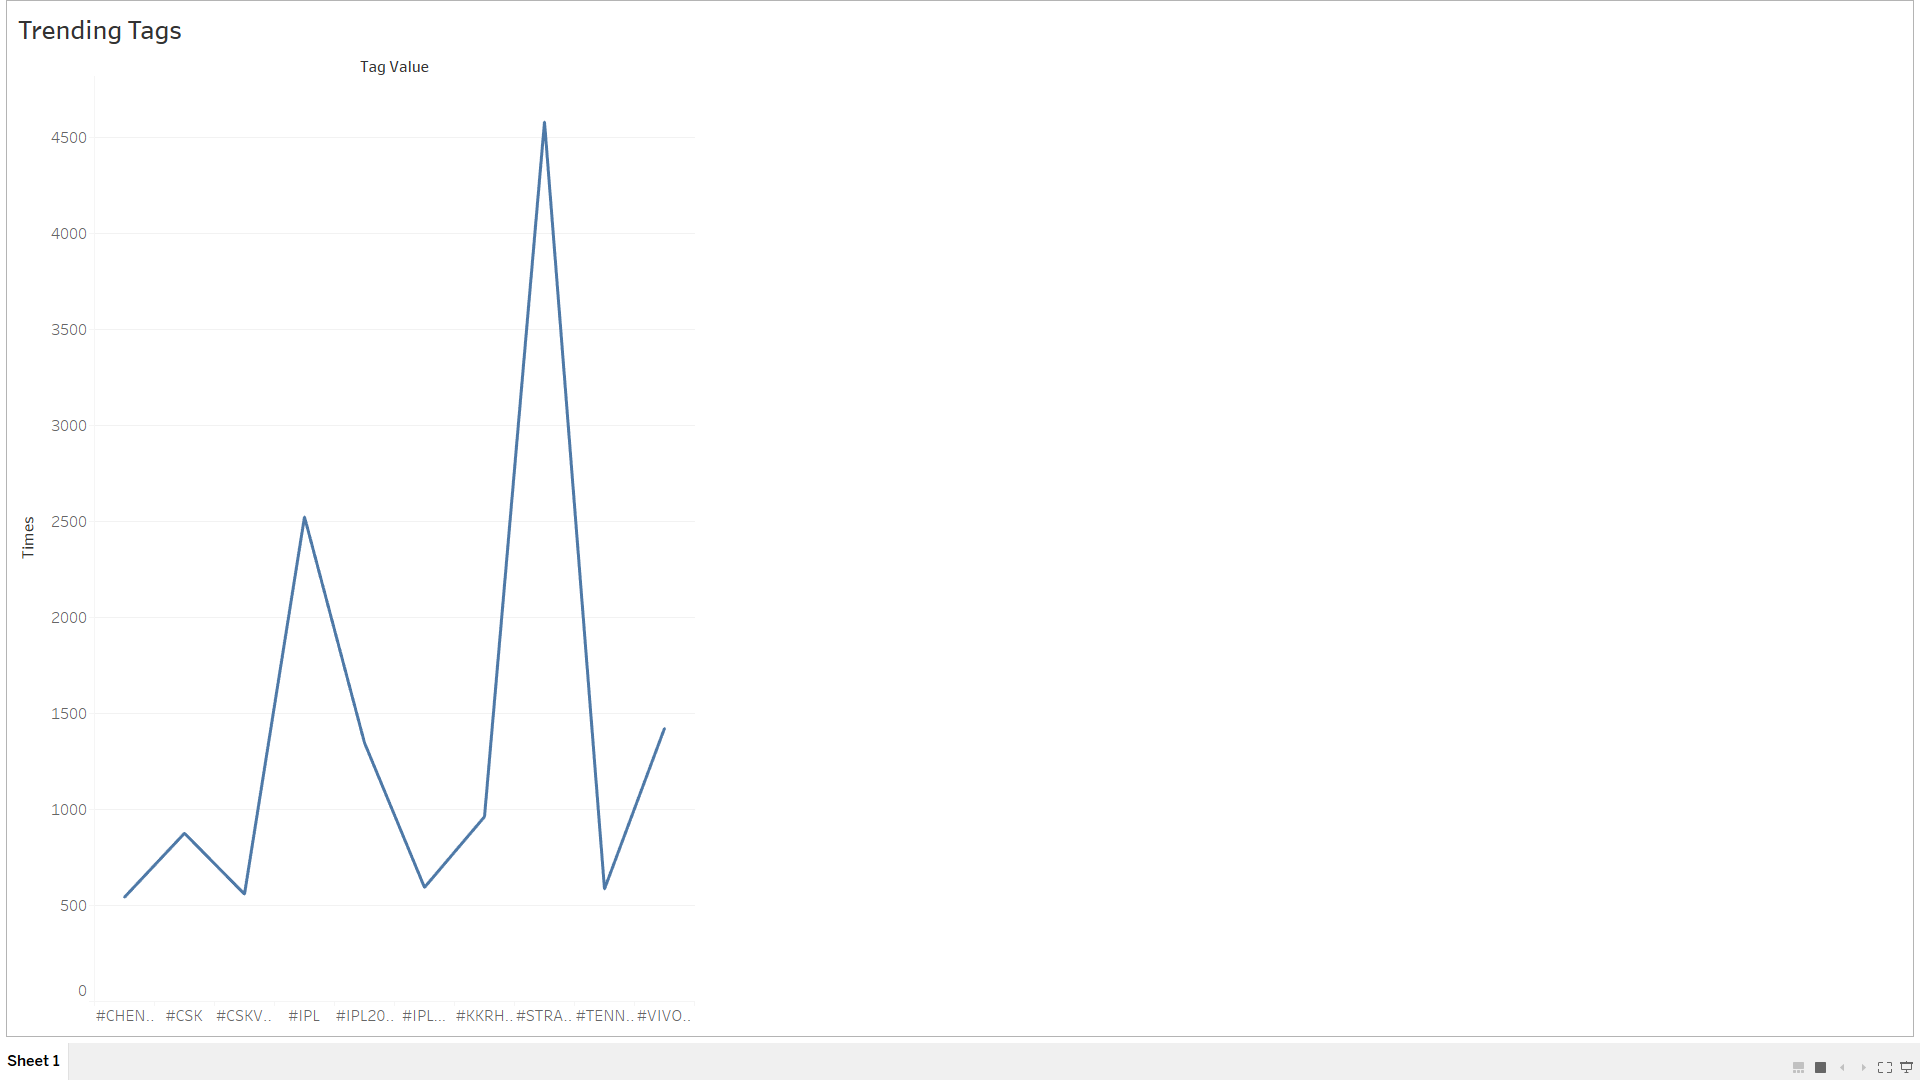 Trending Tags
Tag Value
4500
4000
3500
3000
2500
2000
1500
1000
500
0
Times
#CHEN.. #CSK #CSKV.. #IPL #IPL20.. #IPL... #KKRH.. #STRA.. #TENN.. #VIVO..
Sheet 1